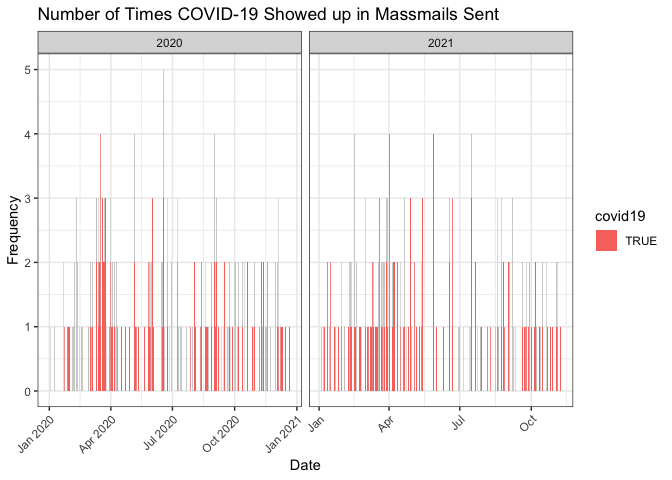 Number of Times COVID-19 Showed up in Massmails Sent
2020
2021
5
4
3
2
1
0
Frequency
Jan 2020
Apr 2020
Jul 2020
Oct 2020
Jan 2021
Jan
Apr
Jul
Oct
Date
covid19
TRUE